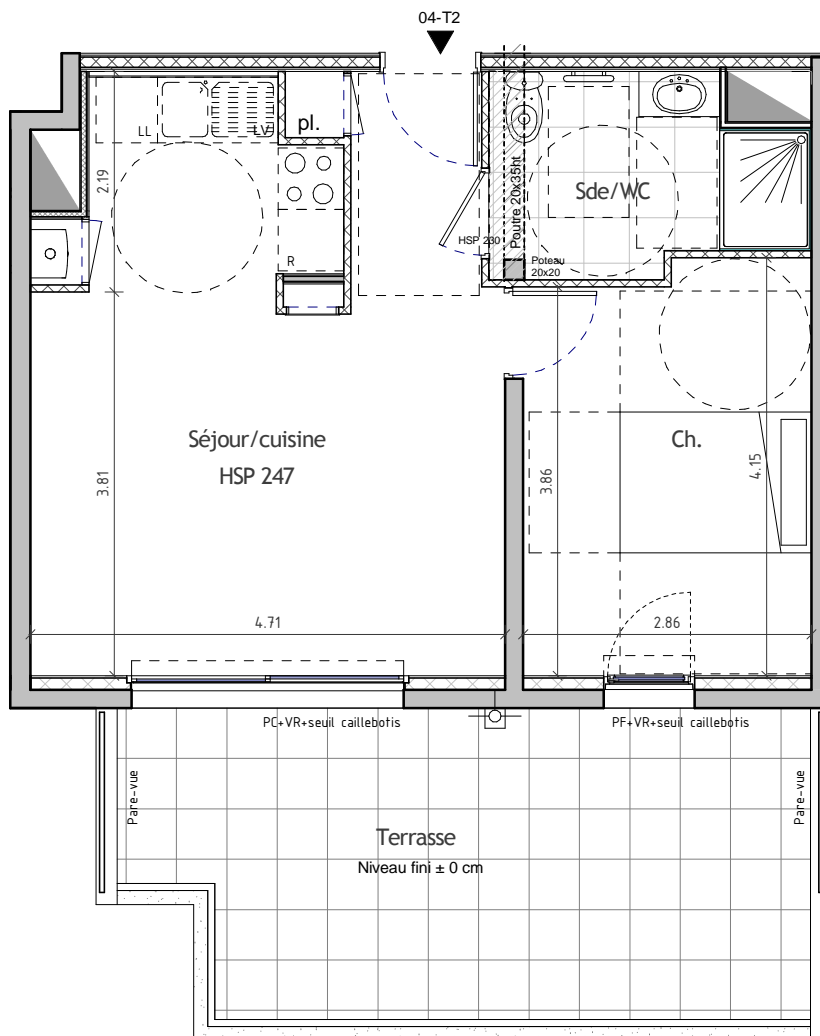 04-T2
LL
LV
pl.
2.19
R
HSP 230
Poutre 20x35ht
Sde/WC
Poteau
20x20
Séjour/cuisine
HSP 247
Ch.
3.81
3.86
4.15
4.71
2.86
PC+VR+seuil caillebotis
PF+VR+seuil caillebotis
Pare-vue
Pare-vue
Terrasse
Niveau fini ± 0 cm